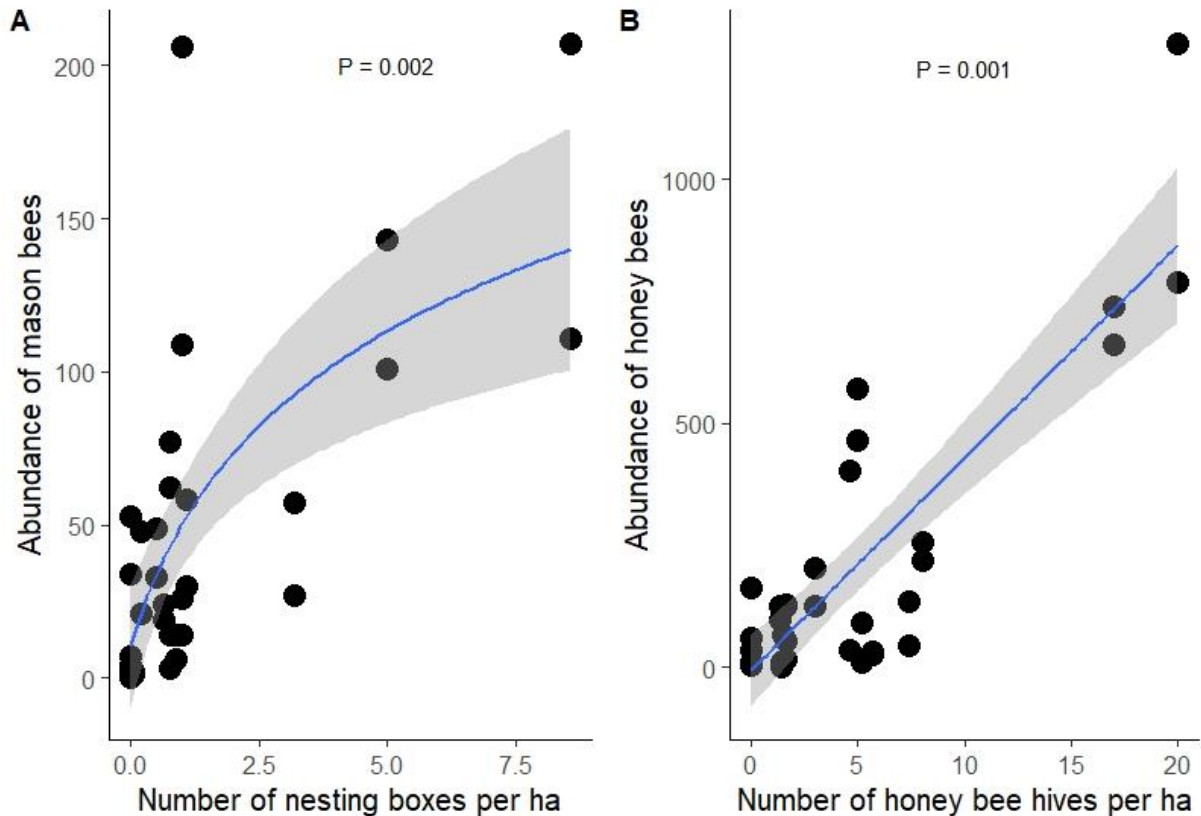 A
P = 0.002
200
150
100
50
0
Abundance of mason bees
0.0 2.5 5.0 7.5
Number of nesting boxes per ha
B
P = 0.001
1000
500
0
Abundance of honey bees
0 5 10 15 20
Number of honey bee hives per ha